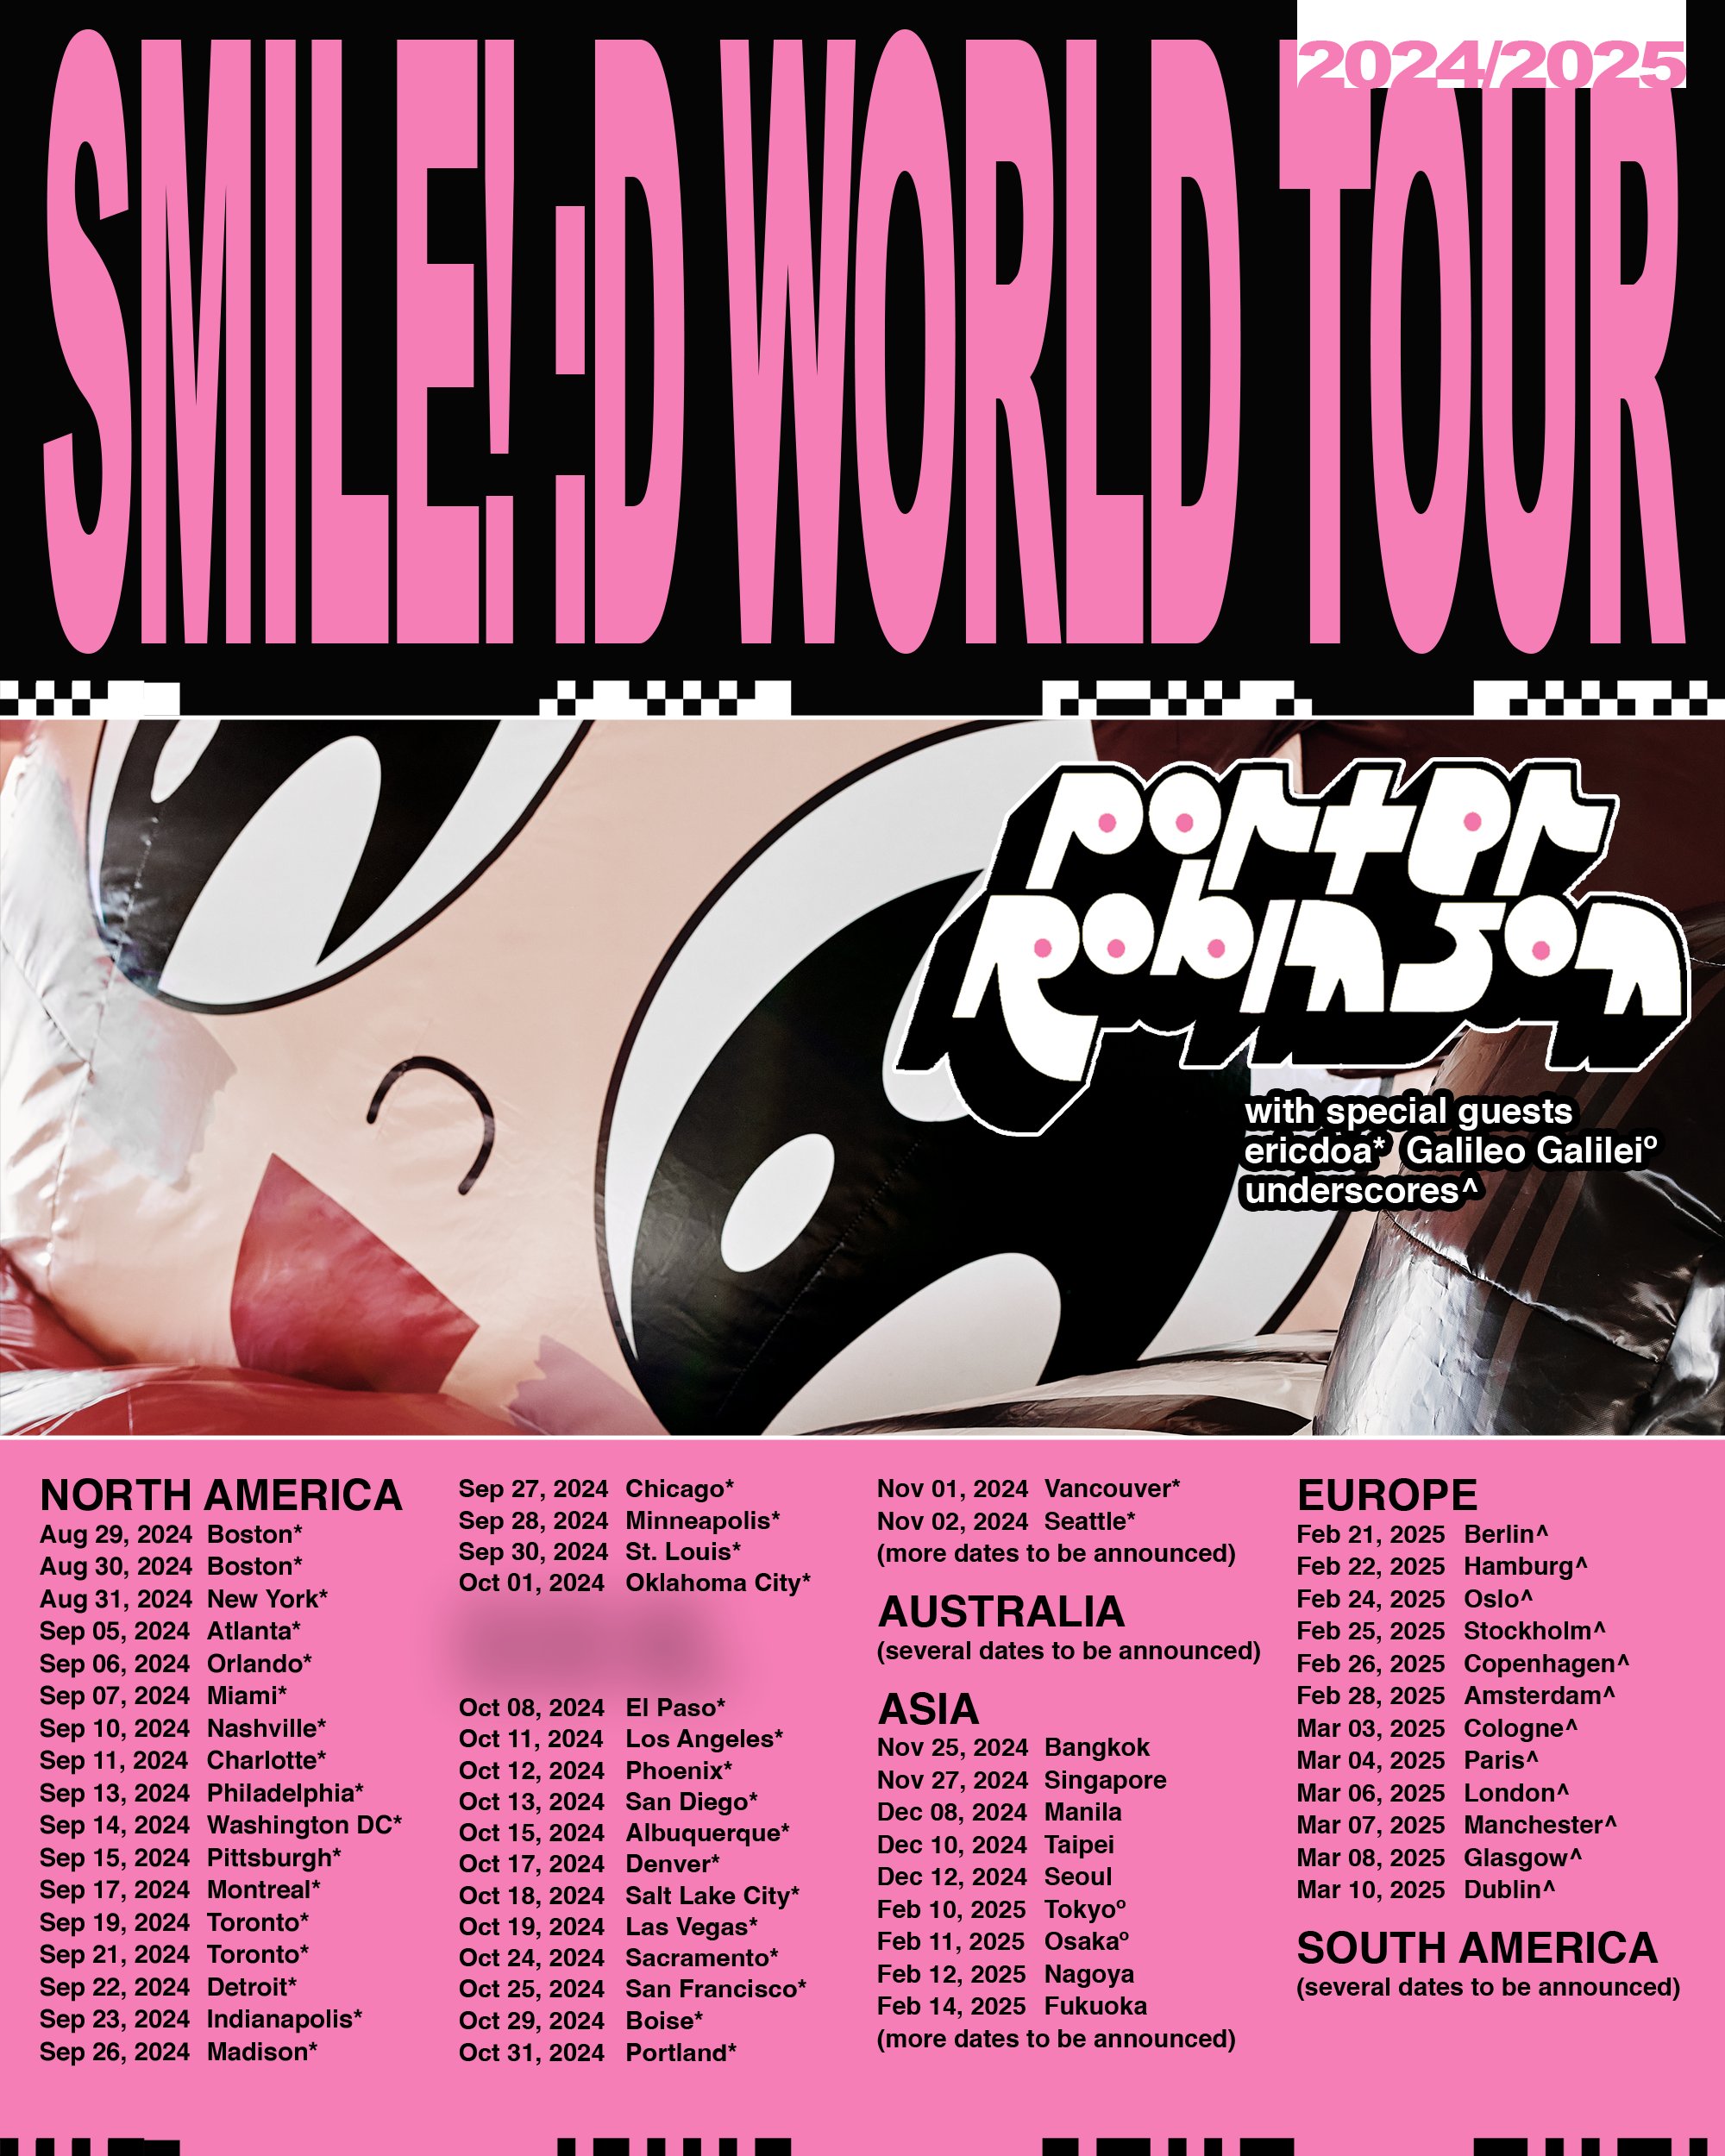 2024/2025
SMILE! :D WORLD TOUR
porter
Robinson
with special guests
ericdoa* Galileo Galileiº
underscores^
NORTH AMERICA
Aug 29, 2024 Boston*
Aug 30, 2024 Boston*
Aug 31, 2024 New York*
Sep 05, 2024 Atlanta*
Sep 06, 2024 Orlando*
Sep 07, 2024 Miami*
Sep 10, 2024 Nashville*
Sep 11, 2024 Charlotte*
Sep 13, 2024 Philadelphia*
Sep 14, 2024 Washington DC*
Sep 15, 2024 Pittsburgh*
Sep 17, 2024 Montreal*
Sep 19, 2024 Toronto*
Sep 21, 2024 Toronto*
Sep 22, 2024 Detroit*
Sep 23, 2024 Indianapolis*
Sep 26, 2024 Madison*
Sep 27, 2024 Chicago*
Sep 28, 2024 Minneapolis*
Sep 30, 2024 St. Louis*
Oct 01, 2024 Oklahoma City*
Oct 08, 2024 El Paso*
Oct 11, 2024 Los Angeles*
Oct 12, 2024 Phoenix*
Oct 13, 2024 San Diego*
Oct 15, 2024 Albuquerque*
Oct 17, 2024 Denver*
Oct 18, 2024 Salt Lake City*
Oct 19, 2024 Las Vegas*
Oct 24, 2024 Sacramento*
Oct 25, 2024 San Francisco*
Oct 29, 2024 Boise*
Oct 31, 2024 Portland*
Nov 01, 2024 Vancouver*
Nov 02, 2024 Seattle*
(more dates to be announced)
AUSTRALIA
(several dates to be announced)
ASIA
Nov 25, 2024 Bangkok
Nov 27, 2024 Singapore
Dec 08, 2024 Manila
Dec 10, 2024 Taipei
Dec 12, 2024 Seoul
Feb 10, 2025 Tokyoº
Feb 11, 2025 Osakaº
Feb 12, 2025 Nagoya
Feb 14, 2025 Fukuoka
(more dates to be announced)
EUROPE
Feb 21, 2025 Berlin^
Feb 22, 2025 Hamburg^
Feb 24, 2025 Oslo^
Feb 25, 2025 Stockholm^
Feb 26, 2025 Copenhagen^
Feb 28, 2025 Amsterdam^
Mar 03, 2025 Cologne^
Mar 04, 2025 Paris^
Mar 06, 2025 London^
Mar 07, 2025 Manchester^
Mar 08, 2025 Glasgow^
Mar 10, 2025 Dublin^
SOUTH AMERICA
(several dates to be announced)